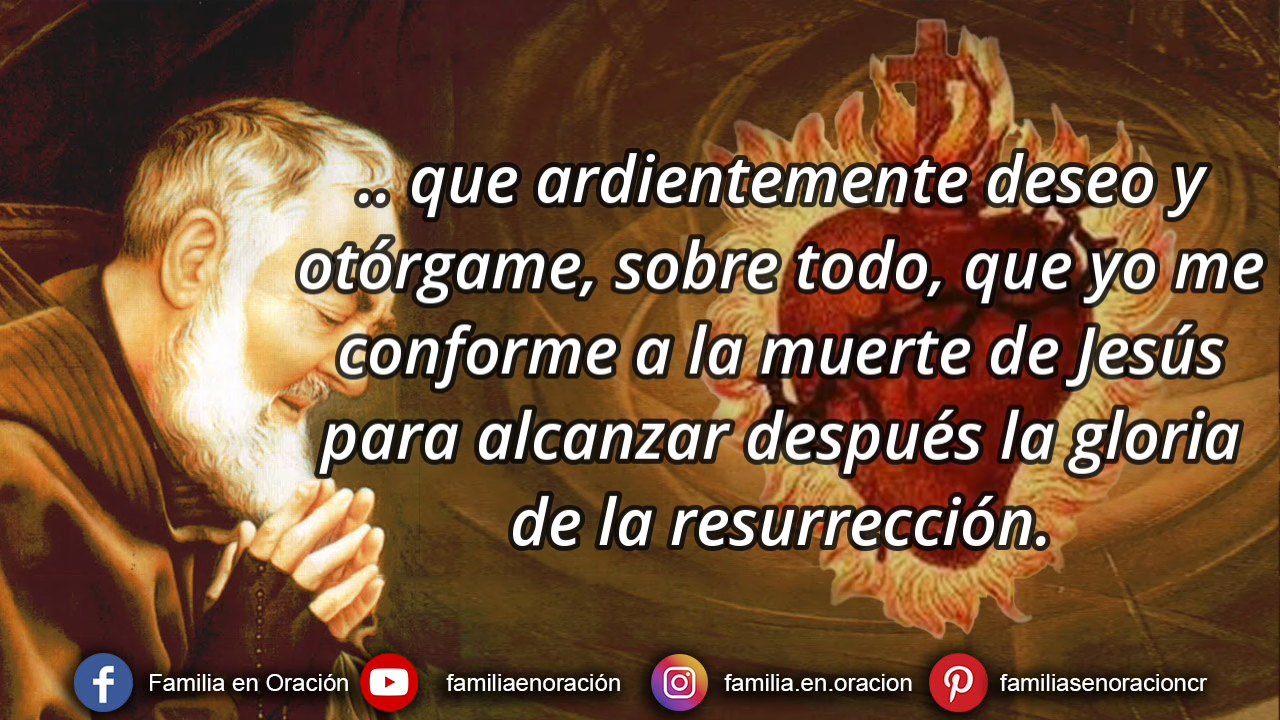 .. que ardientemente deseo y
otórgame, sobre todo, que yo me
conforme a la muerte de Jesús
para alcanzar después la gloria
de la resurrección.
Familia en Oración familiaenoración familia.en.oracion familiasenoracioncr